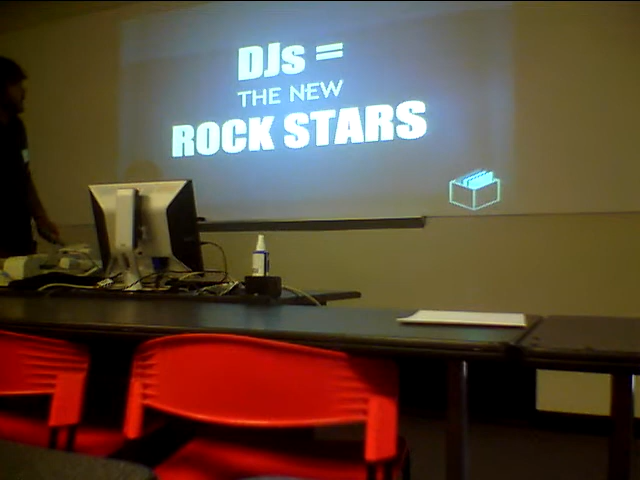 DJs =
THE NEW
ROCK STARS